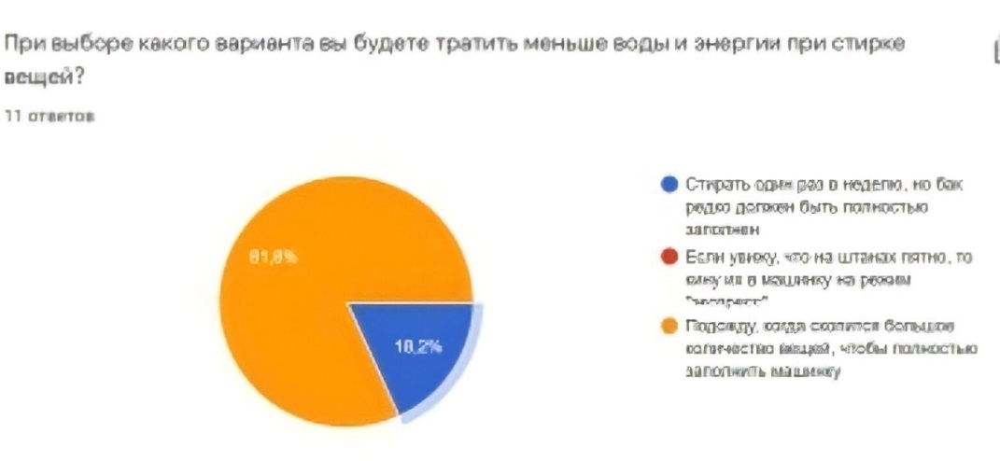 При выборе какого варианта вы будете тратить меньше воды и энергии при стирке
вещей?
11 ответов
81,8%
18,2%
Стирать один раз в неделю, но бак
редко должен быть полностью
заполнен
Если увижу, что на штанах пятно, то
кину их в машинку на режим
"экспресс"
Подожду, когда скопится большое
количество вещей, чтобы полностью
заполнить машинку